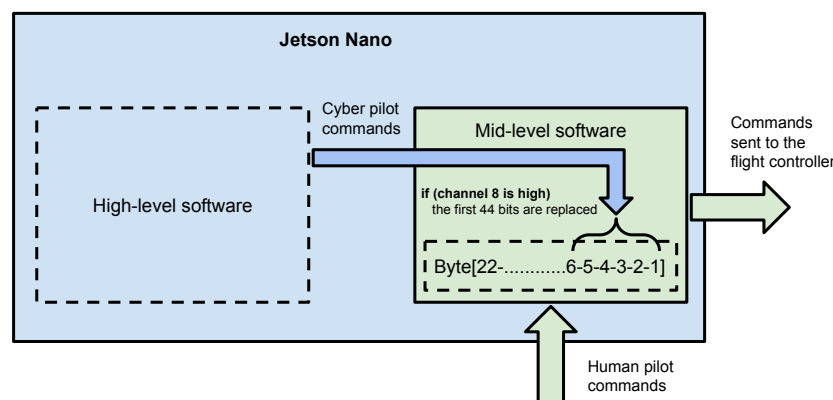 Jetson Nano
Cyber pilot
commands
Mid-level software
Commands
sent to the
flight controller
High-level software
if (channel 8 is high)
the first 44 bits are replaced
Byte[22-............6-5-4-3-2-1]
Human pilot
commands